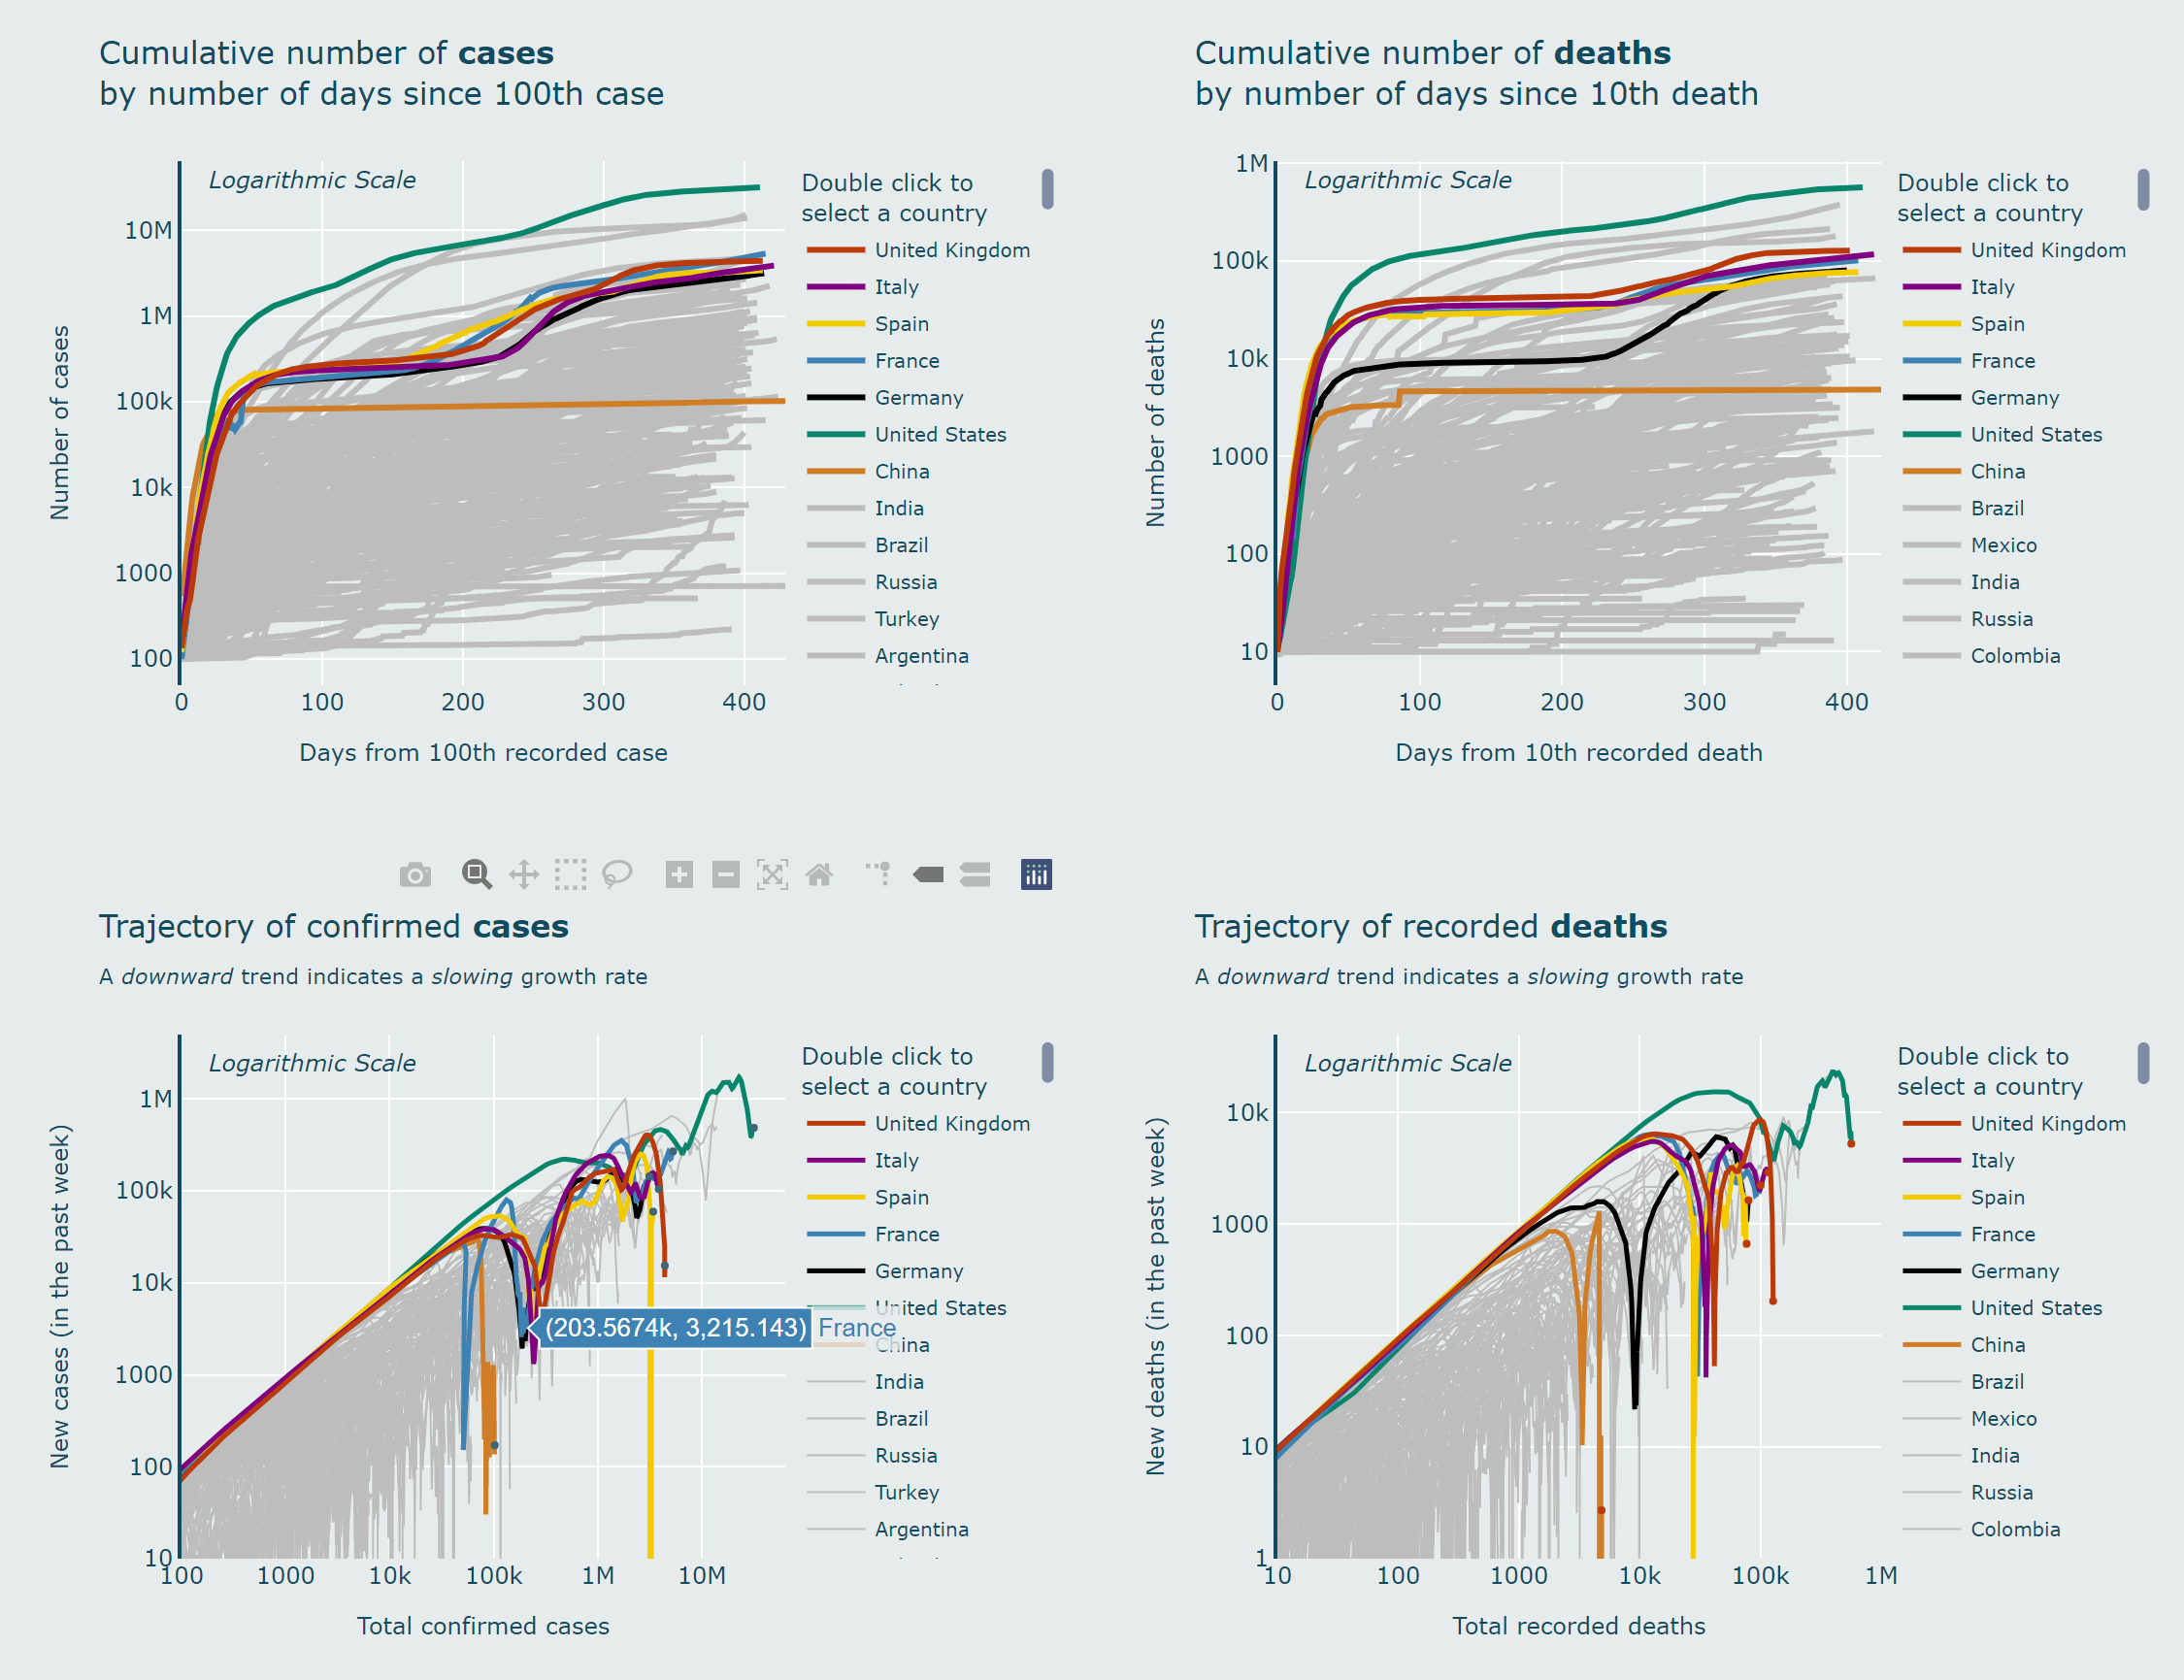 Cumulative number of cases
by number of days since 100th case
Logarithmic Scale
Number of cases
10M
1M
100k
10k
1000
100
0
100
200
300
400
Days from 100th recorded case
Double click to
select a country
United Kingdom
Italy
Spain
France
Germany
United States
China
India
Brazil
Russia
Turkey
Argentina
Cumulative number of deaths
by number of days since 10th death
Logarithmic Scale
Number of deaths
1M
100k
10k
1000
100
10
0
100
200
300
400
Days from 10th recorded death
Double click to
select a country
United Kingdom
Italy
Spain
France
Germany
United States
China
Brazil
Mexico
India
Russia
Colombia
Trajectory of confirmed cases
A downward trend indicates a slowing growth rate
Logarithmic Scale
New cases (in the past week)
1M
100k
10k
1000
100
10
100
1000
10k
100k
1M
10M
Total confirmed cases
(203.5674k, 3,215.143) France
Double click to
select a country
United Kingdom
Italy
Spain
France
Germany
United States
China
India
Brazil
Russia
Turkey
Argentina
Trajectory of recorded deaths
A downward trend indicates a slowing growth rate
Logarithmic Scale
New deaths (in the past week)
10k
1000
100
10
1
10
100
1000
10k
100k
1M
Total recorded deaths
Double click to
select a country
United Kingdom
Italy
Spain
France
Germany
United States
China
Brazil
Mexico
India
Russia
Colombia